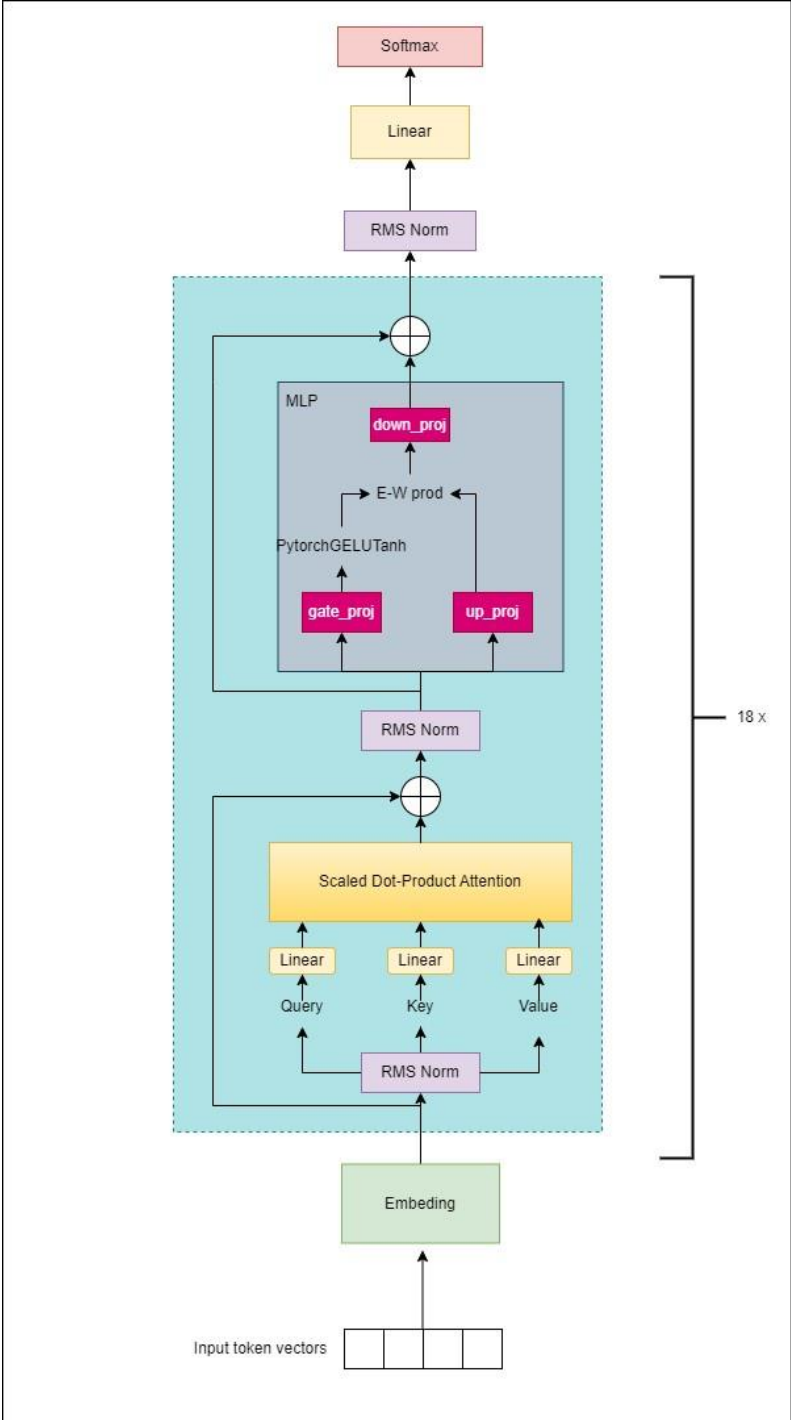 Softmax
Linear
RMS Norm
MLP
down_proj
E-W prod
PytorchGELUTanh
gate_proj
up_proj
RMS Norm
18 x
Scaled Dot-Product Attention
Linear
Linear
Linear
Query
Key
Value
RMS Norm
Embeding
Input token vectors